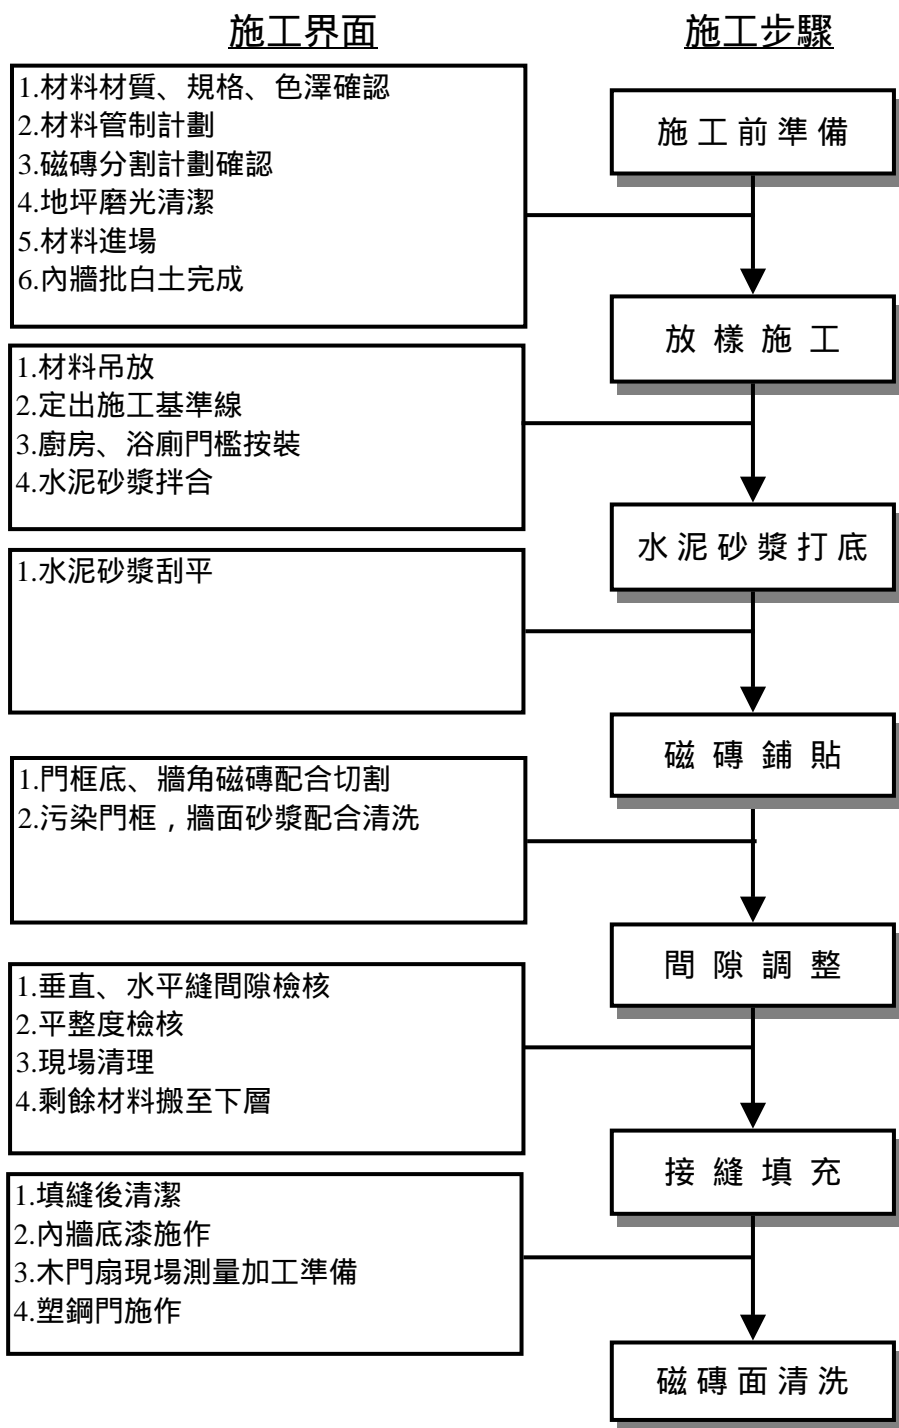 施工界面
施工步驟
1.材料材質、規格、色澤確認
2.材料管制計劃
3.磁磚分割計劃確認
4.地坪磨光清潔
5.材料進場
6.內牆批白土完成
施工前準備
放樣施工
1.材料吊放
2.定出施工基準線
3.廚房、浴廁門檻按裝
4.水泥砂漿拌合
水泥砂漿打底
1.水泥砂漿刮平
磁磚鋪貼
1.門框底、牆角磁磚配合切割
2.污染門框，牆面砂漿配合清洗
間隙調整
1.垂直、水平縫間隙檢核
2.平整度檢核
3.現場清理
4.剩餘材料搬至下層
接縫填充
1.填縫後清潔
2.內牆底漆施作
3.木門扇現場測量加工準備
4.塑鋼門施作
磁磚面清洗